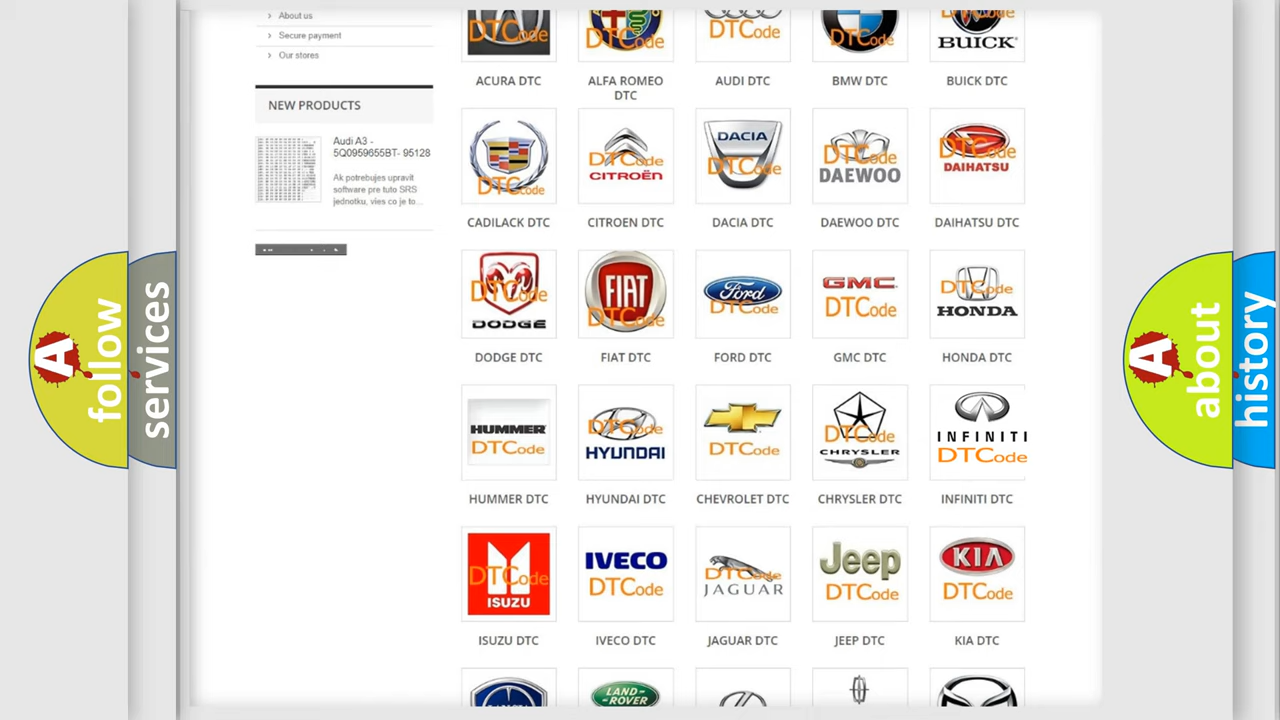 About us
Secure payment
Our stores
NEW PRODUCTS
Audi A3 -
5Q0959655BT- 95128
Ak potrebujes upravit
software pre tuto SRS
jednotku, vies co je to...
DTCode DTCode DTCode DTCode BUICK
ACURA DTC ALFA ROMEO DTC AUDI DTC BMW DTC BUICK DTC
DTCode
DTCode CITROËN
DACIA DTCode
DTCode DAEWOO
DTCode DAIHATSU
CADILACK DTC CITROEN DTC DACIA DTC DAEWOO DTC DAIHATSU DTC
DTCode DODGE
FIAT DTCode
Ford DTCode
GMC DTCode
DTCode HONDA
DODGE DTC FIAT DTC FORD DTC GMC DTC HONDA DTC
HUMMER DTCode
DTCode HYUNDAI
DTCode
DTCode CHRYSLER
INFINITI DTCode
HUMMER DTC HYUNDAI DTC CHEVROLET DTC CHRYSLER DTC INFINITI DTC
DTCode ISUZU
IVECO DTCode
DTCode JAGUAR
Jeep DTCode
KIA DTCode
ISUZU DTC IVECO DTC JAGUAR DTC JEEP DTC KIA DTC
LAND-
ROVER
A follow
services
A about
history